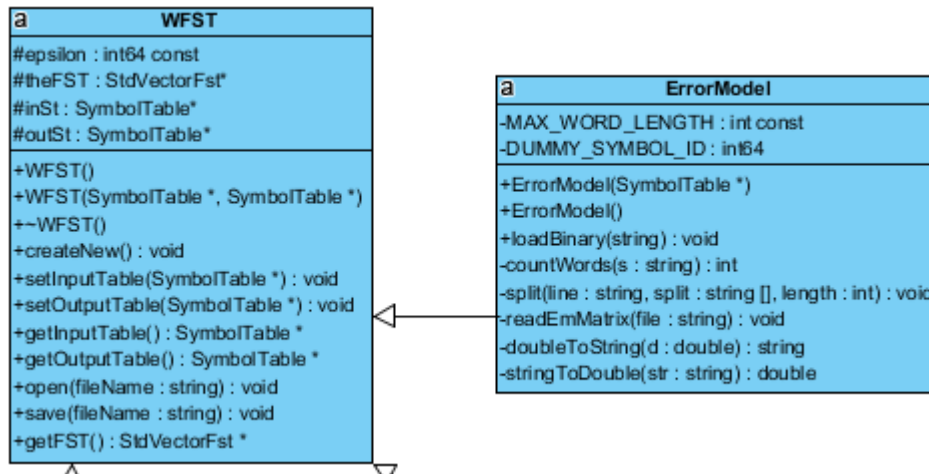 a
WFST
#epsilon : int64 const
#theFST : StdVectorFst*
#inSt : SymbolTable*
#outSt : SymbolTable*
+WFST()
+WFST(SymbolTable *, SymbolTable *)
+~WFST()
+createNew() : void
+setInputTable(SymbolTable *) : void
+setOutputTable(SymbolTable *) : void
+getInputTable() : SymbolTable *
+getOutputTable() : SymbolTable *
+open(fileName : string) : void
+save(fileName : string) : void
+getFST() : StdVectorFst *
a
ErrorModel
-MAX_WORD_LENGTH : int const
-DUMMY_SYMBOL_ID : int64
+ErrorModel(SymbolTable *)
+ErrorModel()
+loadBinary(string) : void
-countWords(s : string) : int
-split(line : string, split : string [], length : int) : void
-readEmMatrix(file : string) : void
-doubleToString(d : double) : string
-stringToDouble(str : string) : double